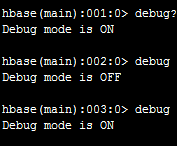 hbase(main):001:0> debug?
Debug mode is ON
hbase(main):002:0> debug
Debug mode is OFF
hbase(main):003:0> debug
Debug mode is ON